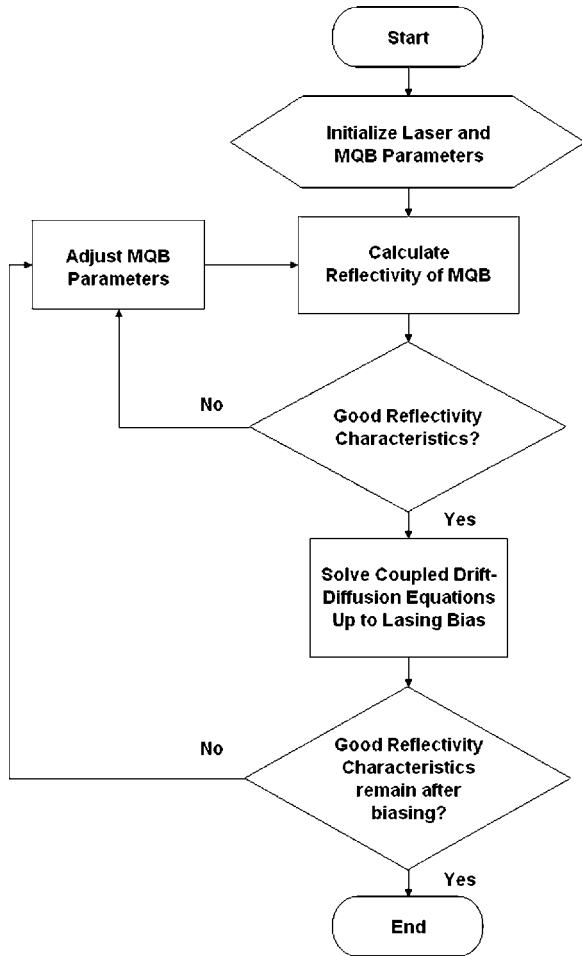 Start
Initialize Laser and
MQB Parameters
Adjust MQB
Parameters
Calculate
Reflectivity of MQB
No
Good Reflectivity
Characteristics?
Yes
Solve Coupled Drift-
Diffusion Equations
Up to Lasing Bias
No
Good Reflectivity
Characteristics
remain after
biasing?
Yes
End